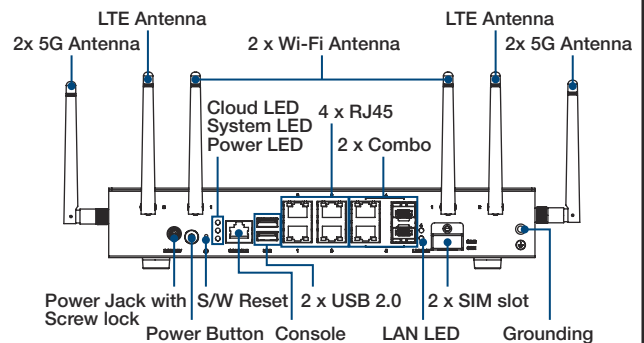 LTE Antenna
LTE Antenna
2x 5G Antenna
2 x Wi-Fi Antenna
2x 5G Antenna
Cloud LED
System LED
Power LED
4 x RJ45
2 x Combo
Power Jack with
Screw lock
S/W Reset
2 x USB 2.0
2 x SIM slot
Power Button
Console
LAN LED
Grounding